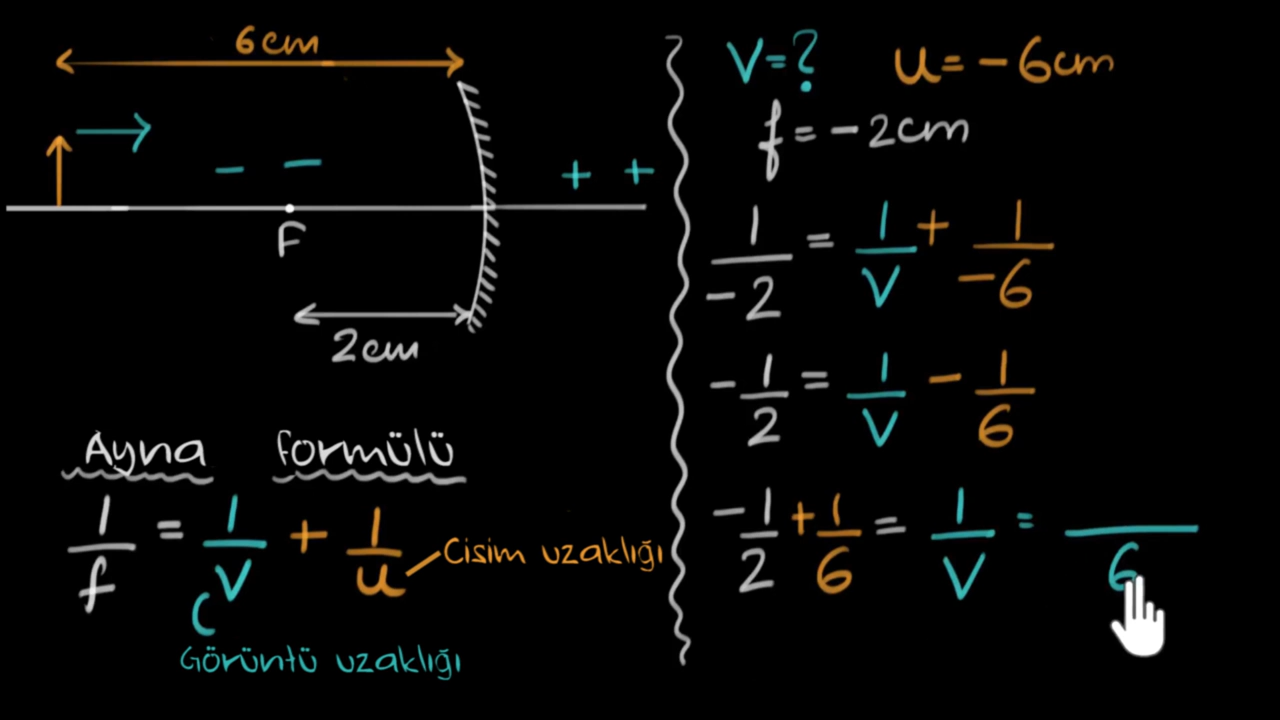 6cm
- -
+ +
F
2cm
Ayna formülü
1/f = 1/v + 1/u
Cisim uzaklığı
Görüntü uzaklığı
v=? u=-6cm
f=-2cm
1/-2 = 1/v + 1/-6
-1/2 = 1/v - 1/6
-1/2 + 1/6 = 1/v = /6